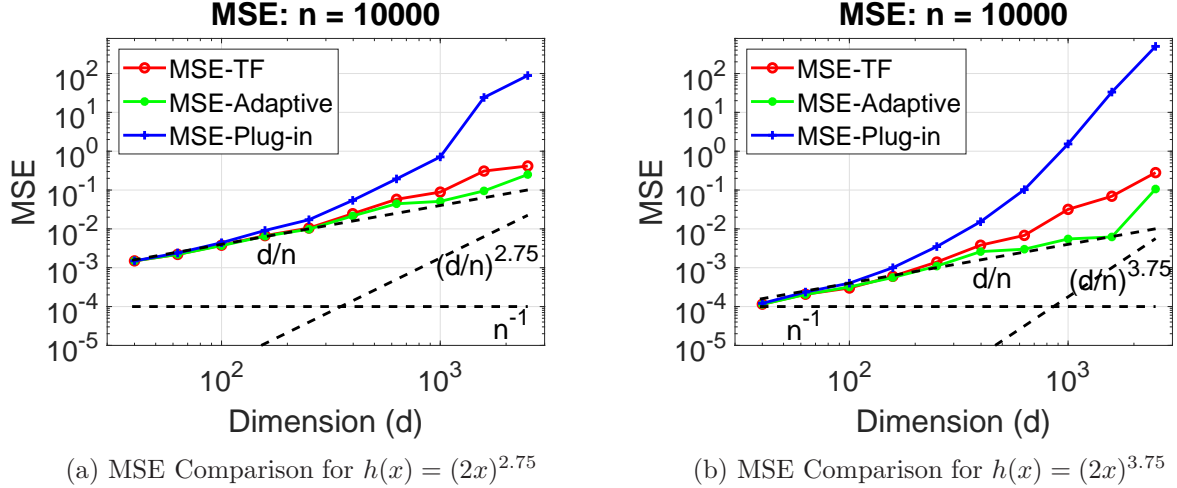 MSE: n = 10000
MSE
10^2
10^1
10^0
10^-1
10^-2
10^-3
10^-4
10^-5
MSE-TF
MSE-Adaptive
MSE-Plug-in
d/n
(d/n)^2.75
n^-1
10^2
10^3
Dimension (d)
(a) MSE Comparison for h(x) = (2x)^2.75
MSE: n = 10000
MSE
10^2
10^1
10^0
10^-1
10^-2
10^-3
10^-4
10^-5
MSE-TF
MSE-Adaptive
MSE-Plug-in
d/n
(d/n)^3.75
n^-1
10^2
10^3
Dimension (d)
(b) MSE Comparison for h(x) = (2x)^3.75